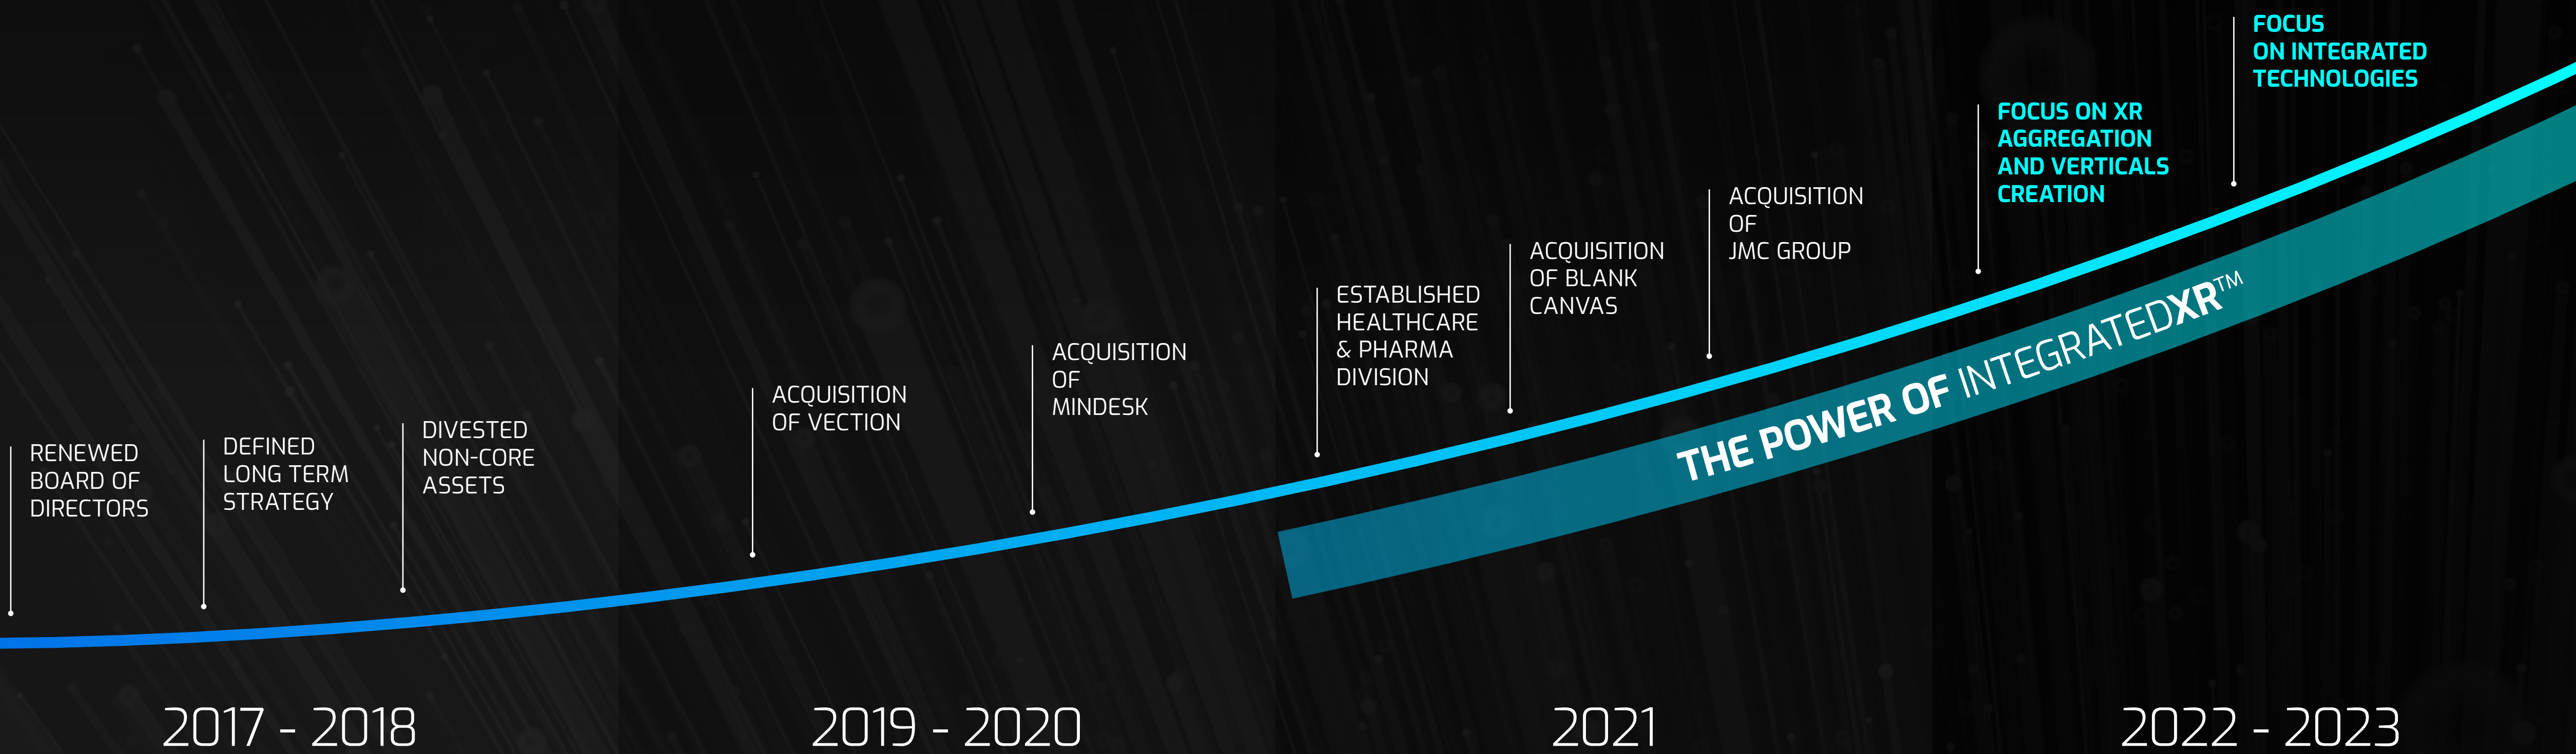 RENEWED
BOARD OF
DIRECTORS
DEFINED
LONG TERM
STRATEGY
DIVESTED
NON-CORE
ASSETS
ACQUISITION
OF VECTION
ACQUISITION
OF
MINDESK
ESTABLISHED
HEALTHCARE
& PHARMA
DIVISION
ACQUISITION
OF BLANK
CANVAS
ACQUISITION
OF
JMC GROUP
FOCUS ON XR
AGGREGATION
AND VERTICALS
CREATION
FOCUS
ON INTEGRATED
TECHNOLOGIES
THE POWER OF INTEGRATEDXR™
2017 - 2018
2019 - 2020
2021
2022 - 2023